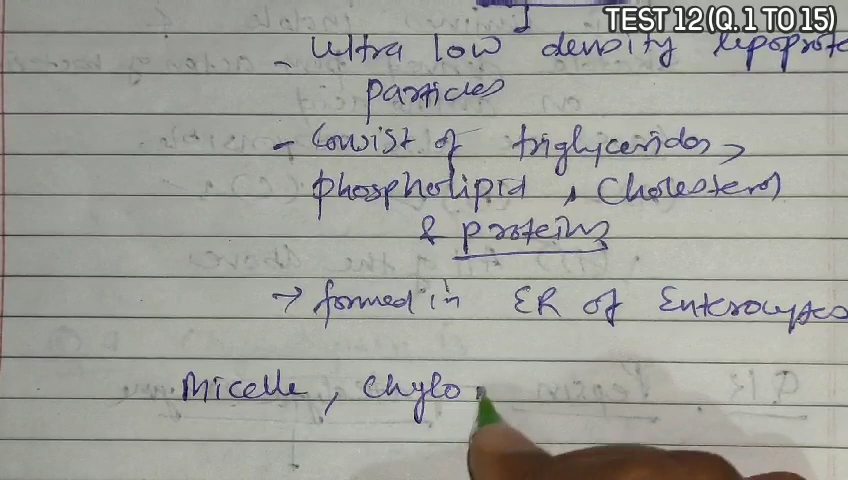 TEST 12 (Q. 1 TO 15)
- Ultra low density lipoprote
particles
- Consist of triglycerides,
phospholipid, Cholesterol
& proteins
→ formed in ER of Enterocytes
Micelle, Chylo